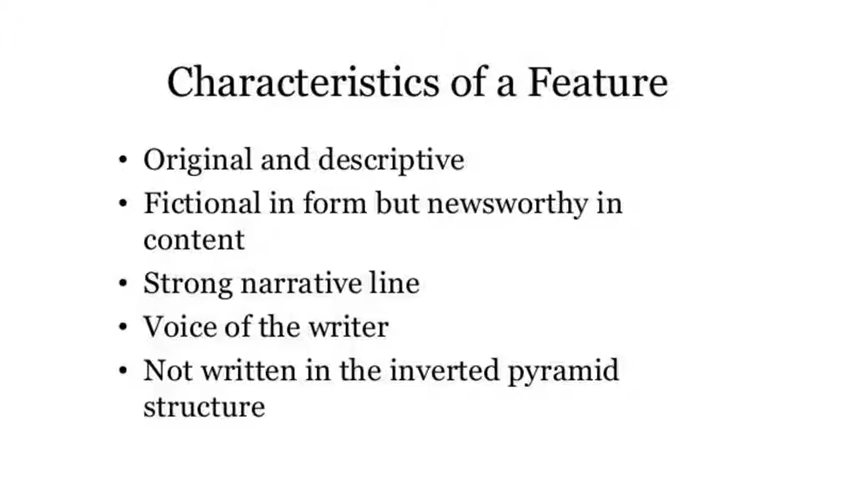 Characteristics of a Feature
• Original and descriptive
• Fictional in form but newsworthy in
content
• Strong narrative line
• Voice of the writer
• Not written in the inverted pyramid
structure